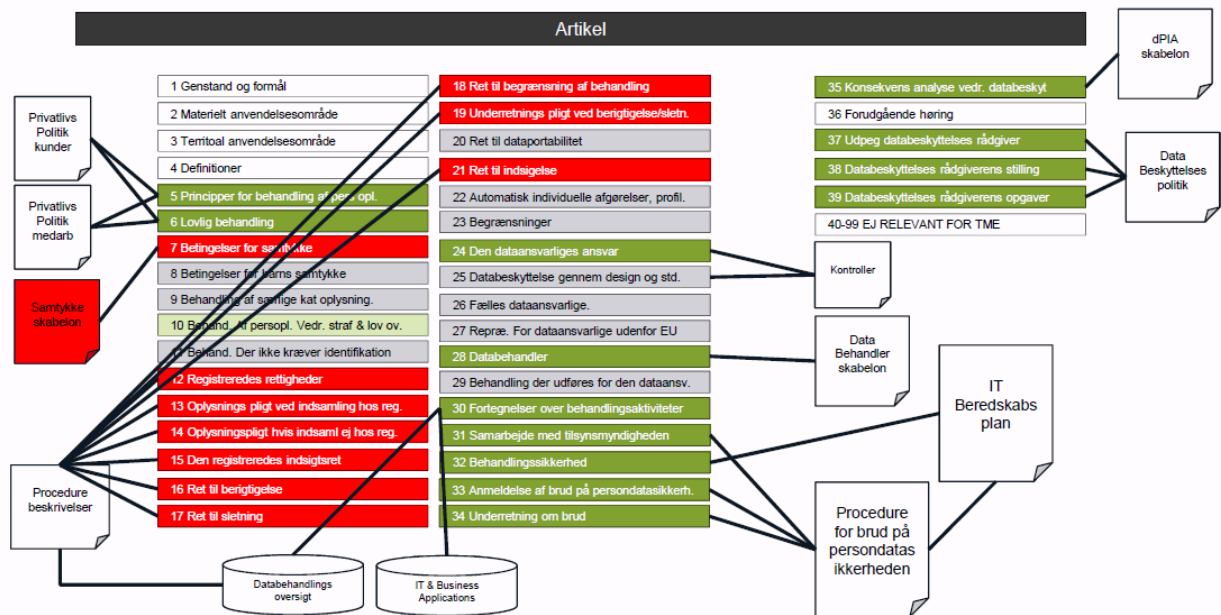 Artikel
Privatlivs
Politik
kunder
Privatlivs
Politik
medarb
Samtykke
skabelon
Procedure
beskrivelser
1 Genstand og formål
2 Materielt anvendelsesområde
3 Territoal anvendelsesområde
4 Definitioner
5 Principper for behandling af pers opl.
6 Lovlig behandling
7 Betingelser for samtykke
8 Betingelser for børns samtykke
9 Behandling af særlige kat oplysning.
10 Behand. Af persopl. Vedr. straf & lov ov.
11 Behand. Der ikke kræver identifikation
12 Registreredes rettigheder
13 Oplysnings pligt ved indsamling hos reg.
14 Oplysningspligt hvis indsaml ej hos reg.
15 Den registreredes indsigtsret
16 Ret til berigtigelse
17 Ret til sletning
18 Ret til begrænsning af behandling
19 Underretnings pligt ved berigtigelse/sletn.
20 Ret til dataportabilitet
21 Ret til indsigelse
22 Automatisk individuelle afgørelser, profil.
23 Begrænsninger
24 Den dataansvarliges ansvar
25 Databeskyttelse gennem design og std.
26 Fælles dataansvarlige.
27 Repræ. For dataansvarlige udenfor EU
28 Databehandler
29 Behandling der udføres for den dataansv.
30 Fortegnelser over behandlingsaktiviteter
31 Samarbejde med tilsynsmyndigheden
32 Behandlingssikkerhed
33 Anmeldelse af brud på persondatasikkerh.
34 Underretning om brud
35 Konsekvens analyse vedr. databeskyt
36 Forudgående høring
37 Udpeg databeskyttelses rådgiver
38 Databeskyttelses rådgiverens stilling
39 Databeskyttelses rådgiverens opgaver
40-99 EJ RELEVANT FOR TME
dPIA
skabelon
Data
Beskyttelses
politik
Kontroller
Data
Behandler
skabelon
IT
Beredskabs
plan
Procedure
for brud på
persondatas
ikkerheden
Databehandlings
oversigt
IT & Business
Applications